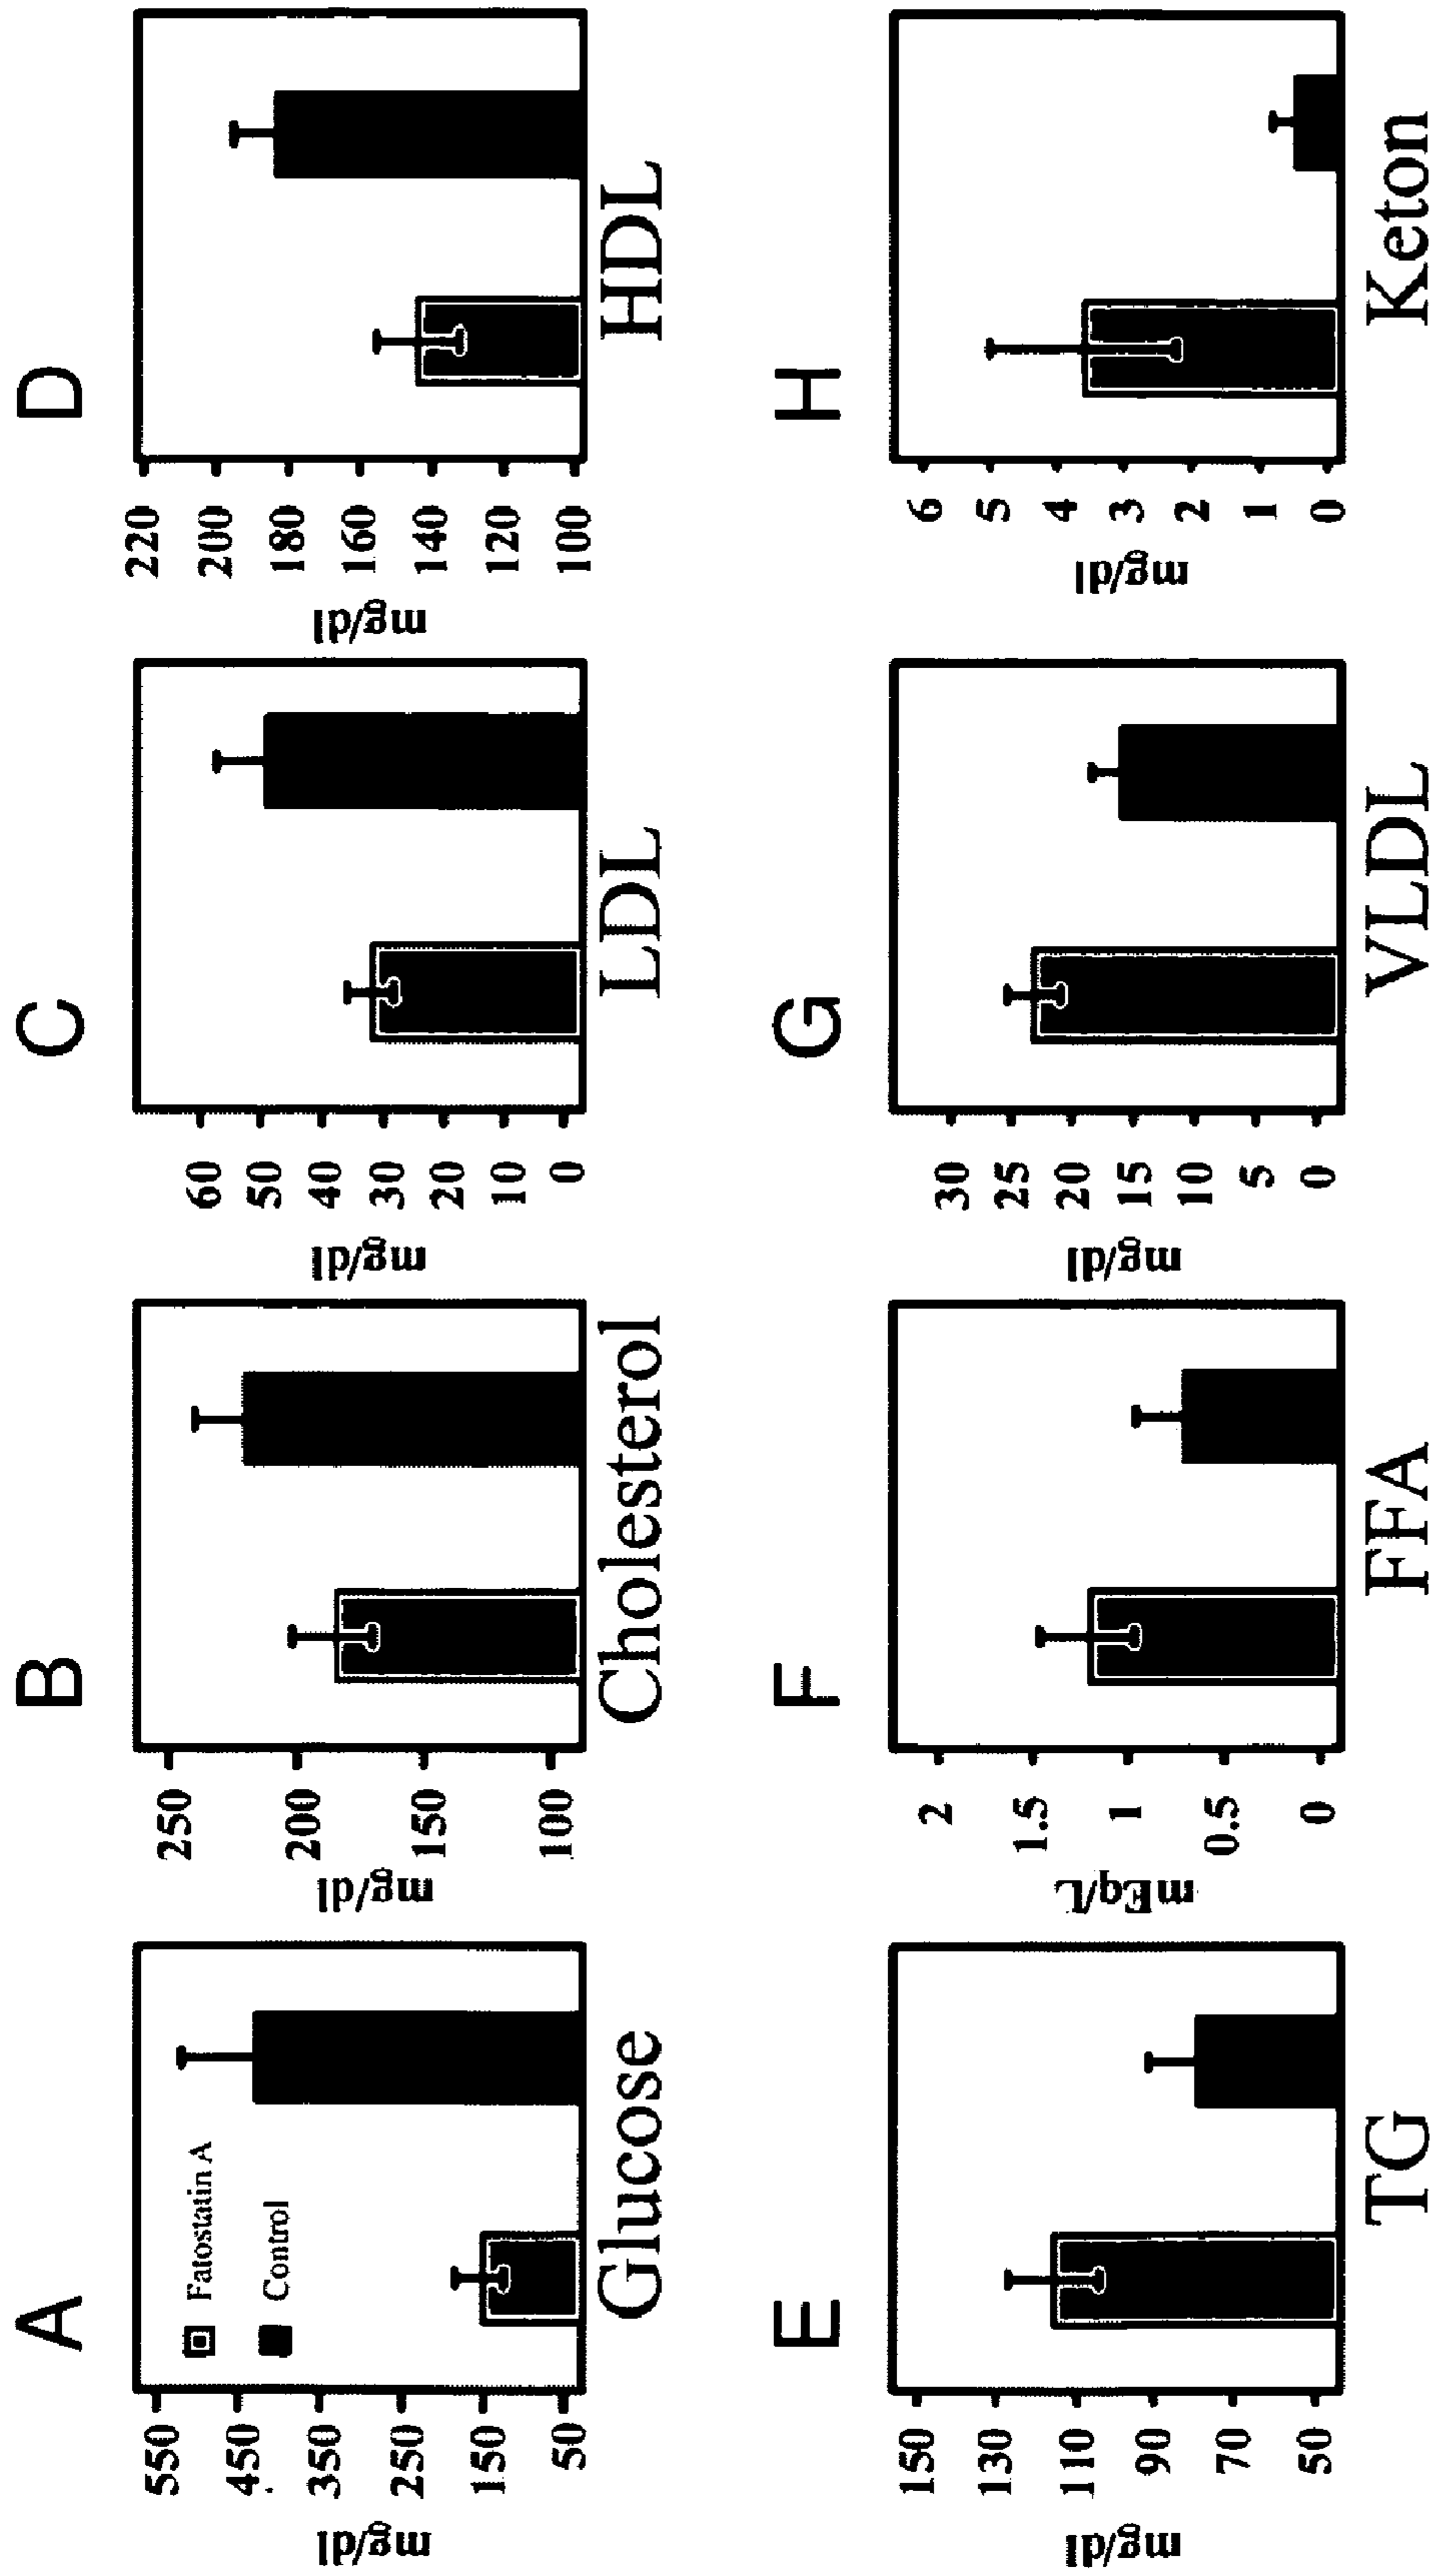 A
mg/dl
550
450
350
250
150
50
Fatostatin A
Control
Glucose
B
mg/dl
250
200
150
100
Cholesterol
C
mg/dl
60
50
40
30
20
10
0
LDL
D
mg/dl
220
200
180
160
140
120
100
HDL
E
mg/dl
150
130
110
90
70
50
TG
F
mEq/L
2
1.5
1
0.5
0
FFA
G
mg/dl
30
25
20
15
10
5
0
VLDL
H
mg/dl
6
5
4
3
2
1
0
Keton